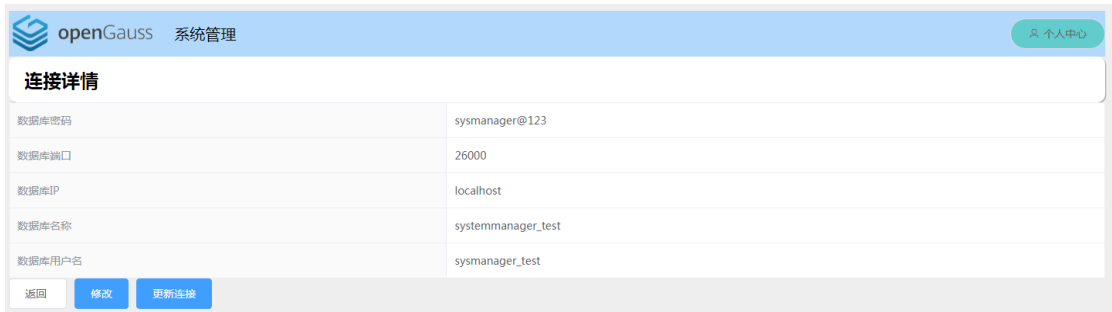 openGauss 系统管理 个人中心
连接详情
数据库密码 sysmanager@123
数据库端口 26000
数据库IP localhost
数据库名称 systemmanager_test
数据库用户名 sysmanager_test
返回 修改 更新连接